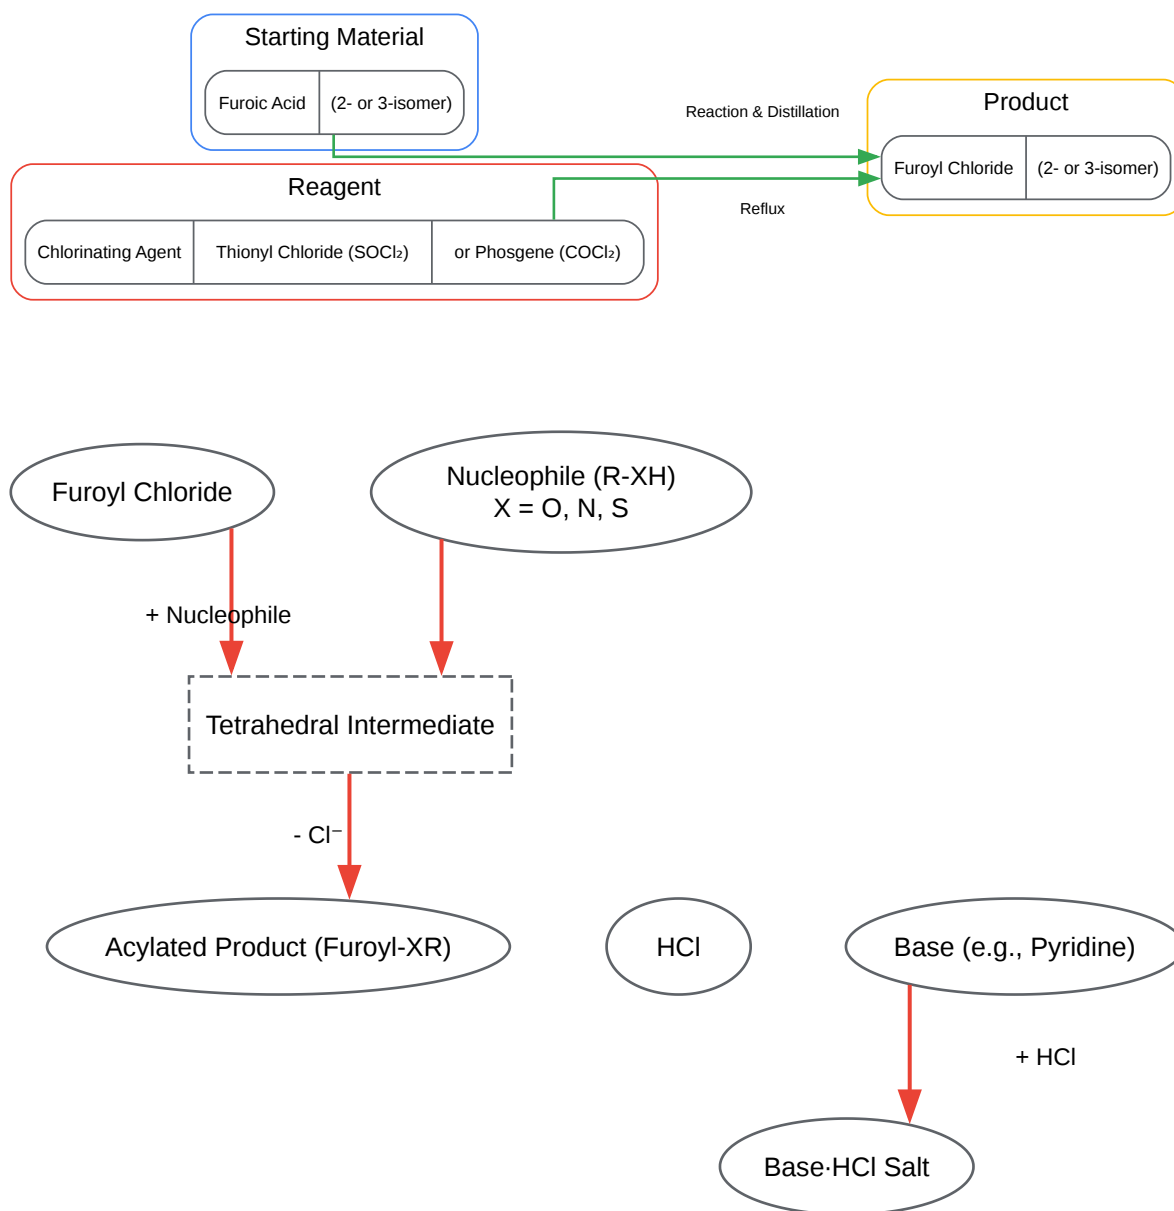 Starting Material
Furoic Acid
(2- or 3-isomer)
Reaction & Distillation
Product
Furoyl Chloride
(2- or 3-isomer)
Reagent
Reflux
Chlorinating Agent
Thionyl Chloride (SOCl₂)
or Phosgene (COCl₂)
Furoyl Chloride
Nucleophile (R-XH)
X = O, N, S
+ Nucleophile
Tetrahedral Intermediate
- Cl⁻
Acylated Product (Furoyl-XR)
HCl
Base (e.g., Pyridine)
+ HCl
Base·HCl Salt